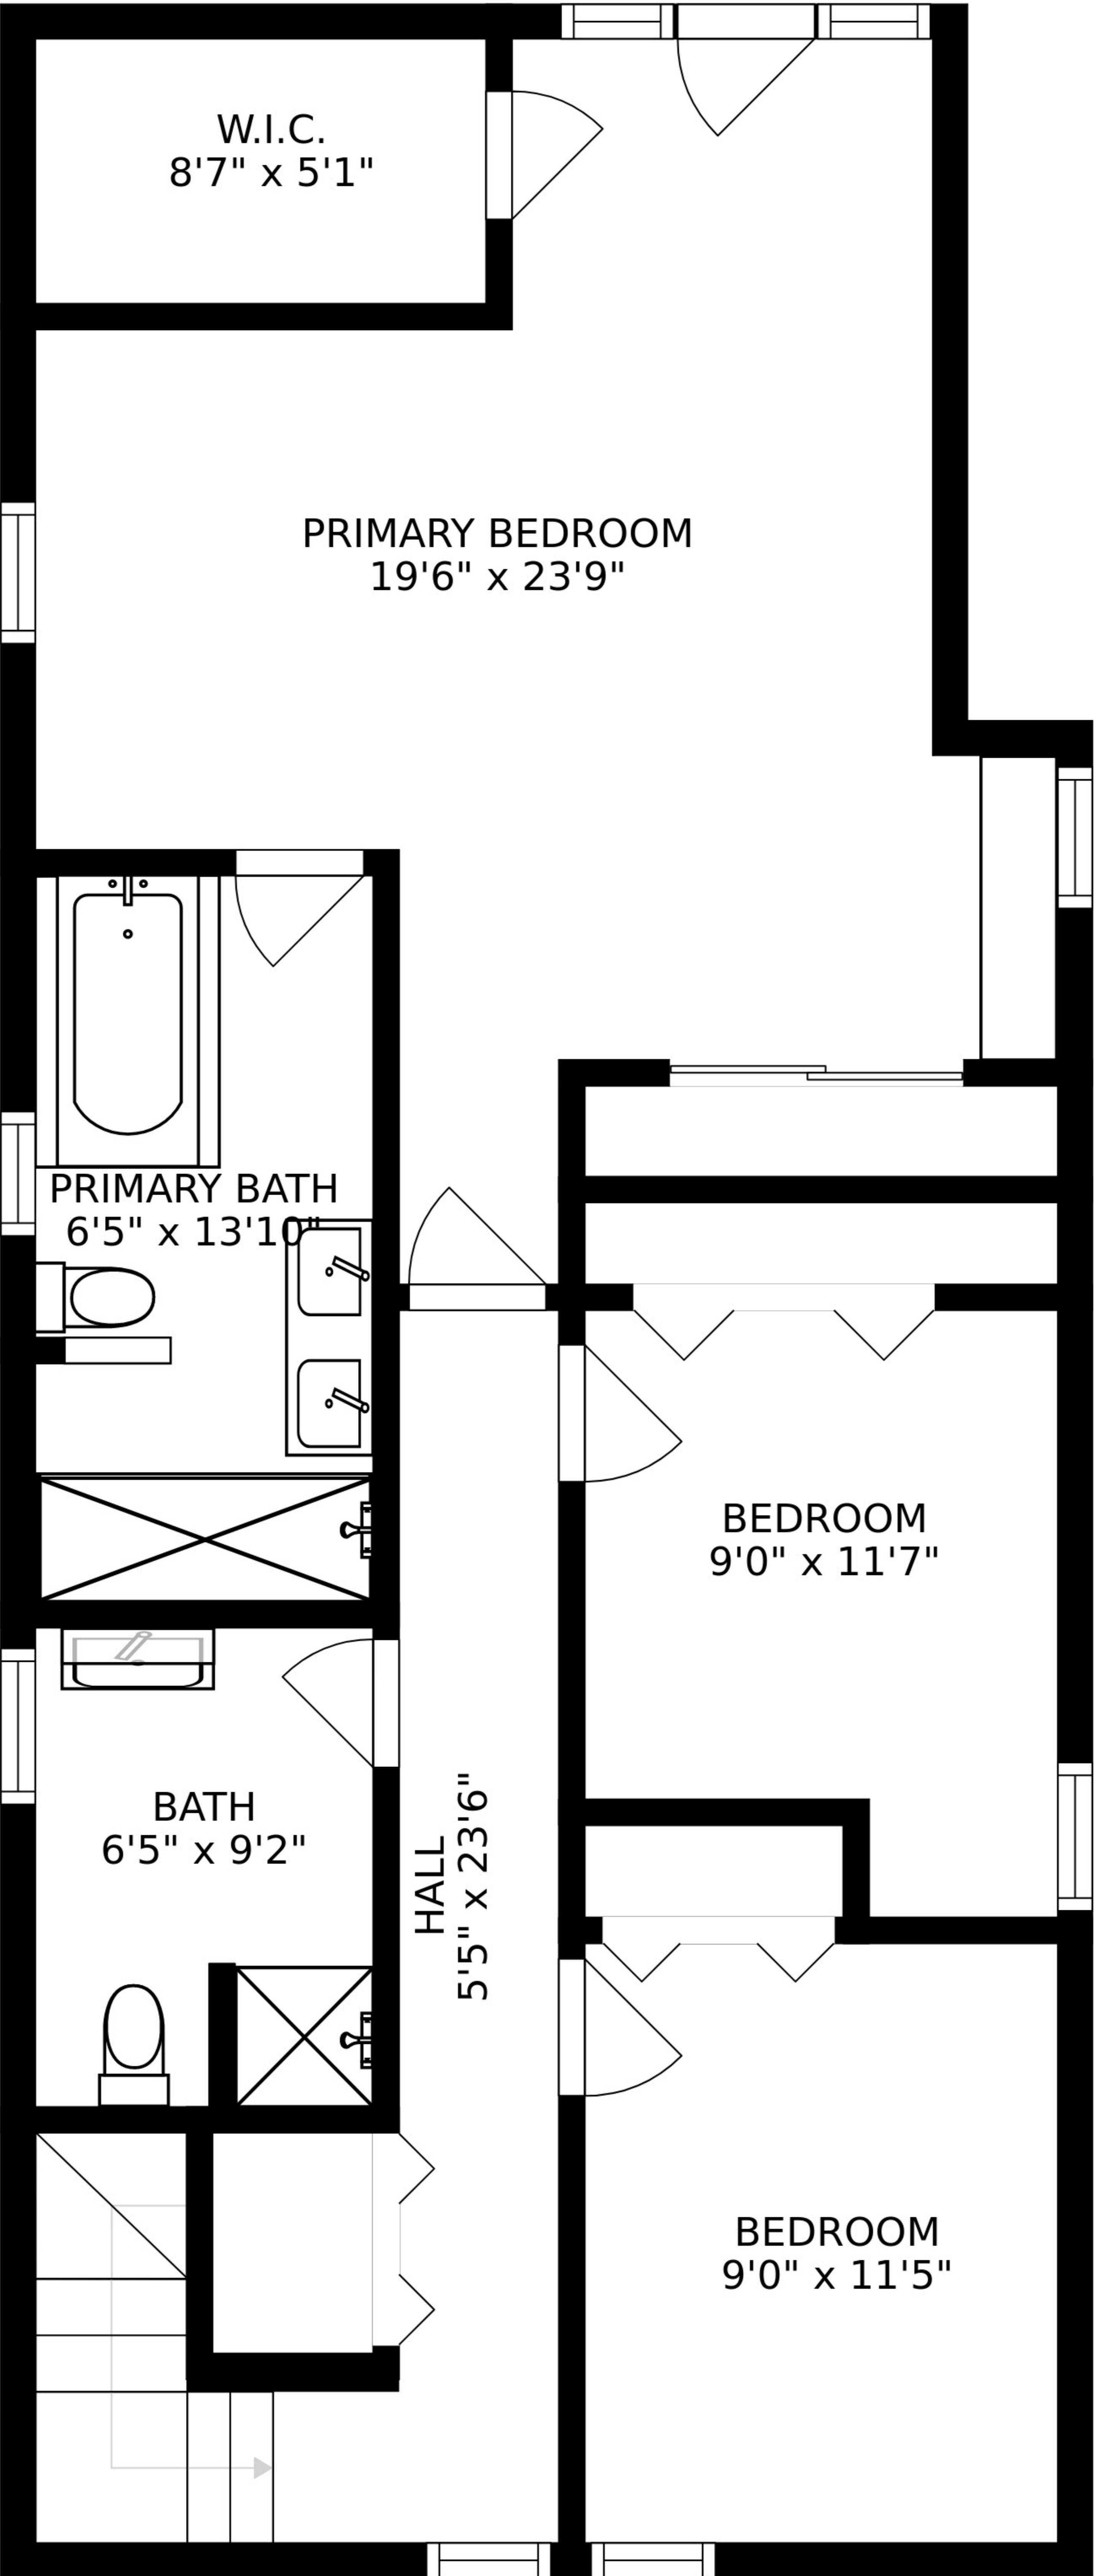 W.I.C.
8'7" x 5'1"
PRIMARY BEDROOM
19'6" x 23'9"
PRIMARY BATH
6'5" x 13'10"
BEDROOM
9'0" x 11'7"
BATH
6'5" x 9'2"
HALL
5'5" x 23'6"
BEDROOM
9'0" x 11'5"